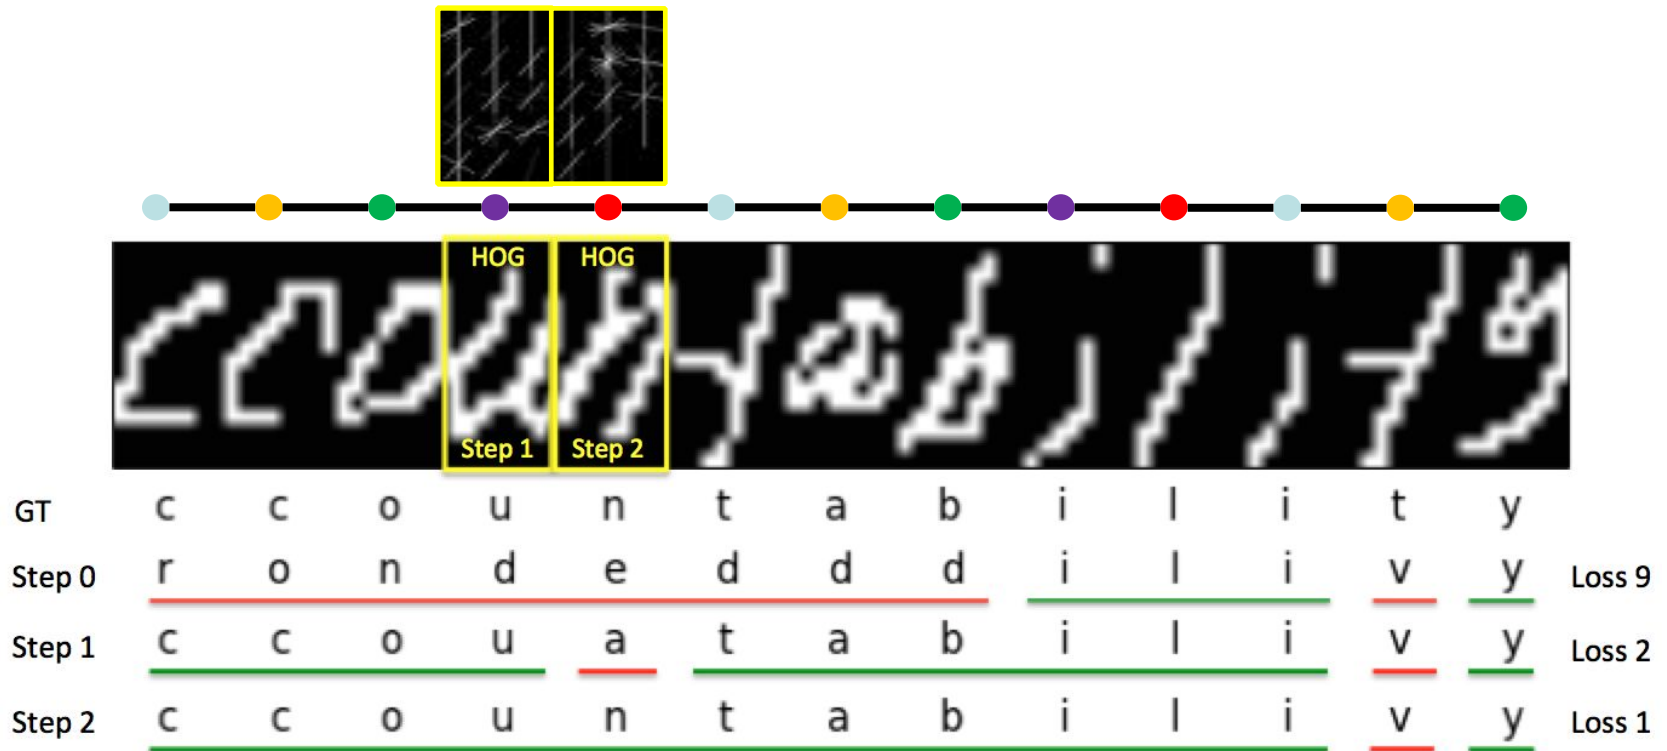 HOG HOG
Step 1 Step 2
c c o u n t a b i l i t y
GT c c o u n t a b i l i t y
Step 0 r o n d e d d d i l i v y Loss 9
Step 1 c c o u a t a b i l i v y Loss 2
Step 2 c c o u n t a b i l i v y Loss 1